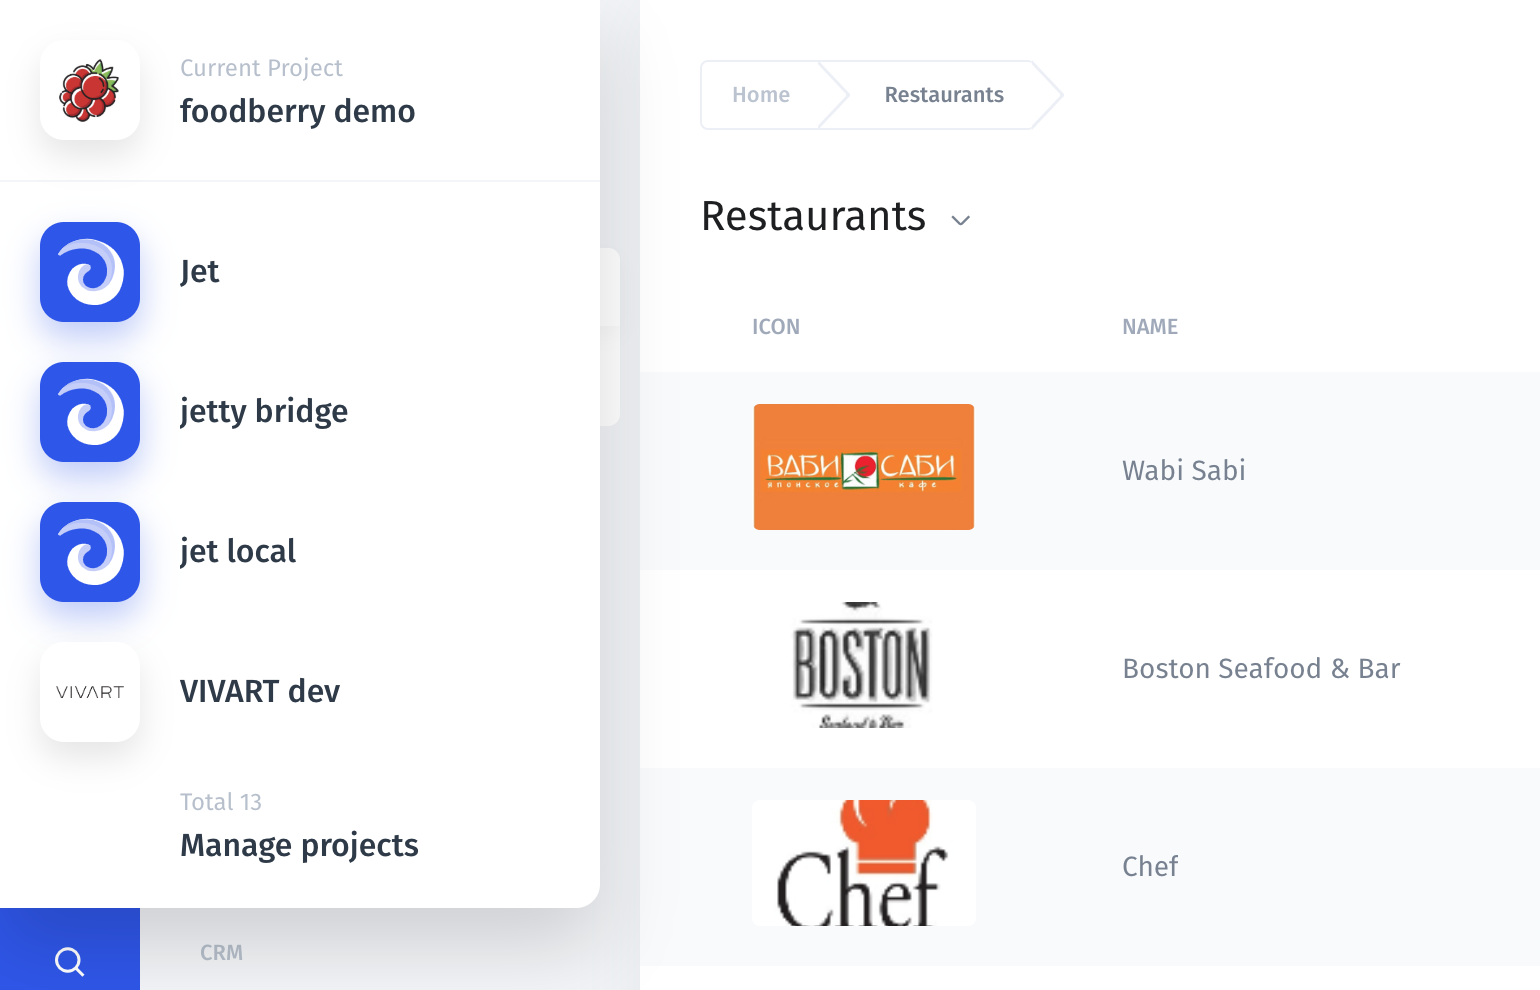 Current Project
foodberry demo
Jet
jetty bridge
jet local
VIVART
VIVART dev
Total 13
Manage projects
CRM
Home
Restaurants
Restaurants
ICON
NAME
ВАБИ САБИ
японское кафе
Wabi Sabi
BOSTON
Seafood & Bar
Boston Seafood & Bar
Chef
Chef